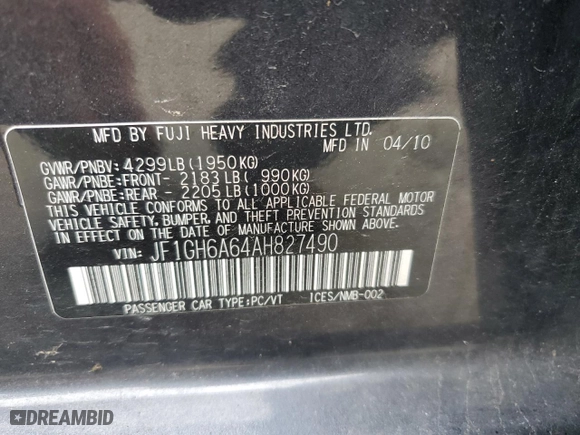 MFD BY FUJI HEAVY INDUSTRIES LTD.
MFD IN 04/10
GVWR/PNBV: 4299LB(1950KG)
GAWR/PNBE:FRONT- 2183LB( 990KG)
GAWR/PNBE:REAR - 2205LB(1000KG)
THIS VEHICLE CONFORMS TO ALL APPLICABLE FEDERAL MOTOR
VEHICLE SAFETY, BUMPER, AND THEFT PREVENTION STANDARDS
IN EFFECT ON THE DATE OF MANUFACTURE SHOWN ABOVE.
VIN: JF1GH6A64AH827490
PASSENGER CAR TYPE:PC/VT ICES/NMB-002
DREAMBID